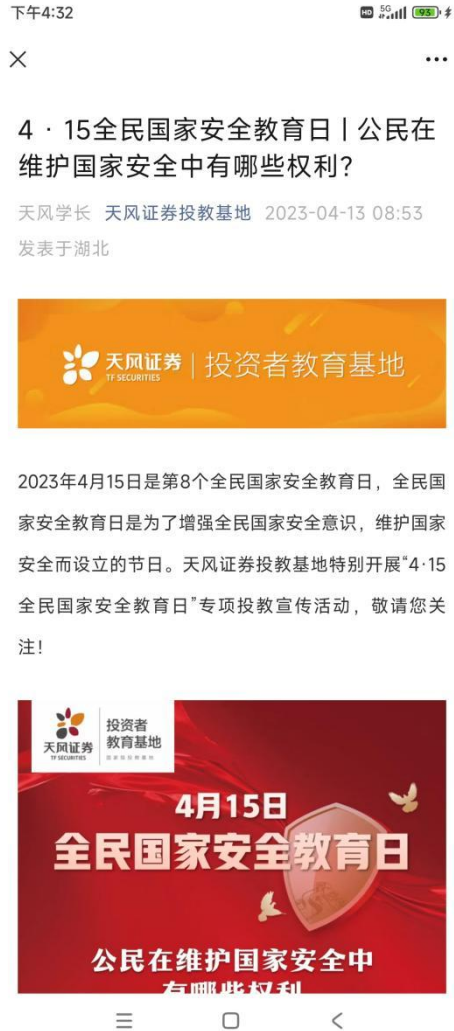 下午4:32
HD 5G 93
4·15全民国家安全教育日 | 公民在
维护国家安全中有哪些权利？
天风学长 天风证券投教基地 2023-04-13 08:53
发表于湖北
天风证券 | 投资者教育基地
TF SECURITIES
2023年4月15日是第8个全民国家安全教育日，全民国
家安全教育日是为了增强全民国家安全意识，维护国家
安全而设立的节日。天风证券投教基地特别开展“4·15
全民国家安全教育日”专项投教宣传活动，敬请您关
注！
天风证券
TF SECURITIES
投资者
教育基地
4月15日
全民国家安全教育日
公民在维护国家安全中
有哪些权利